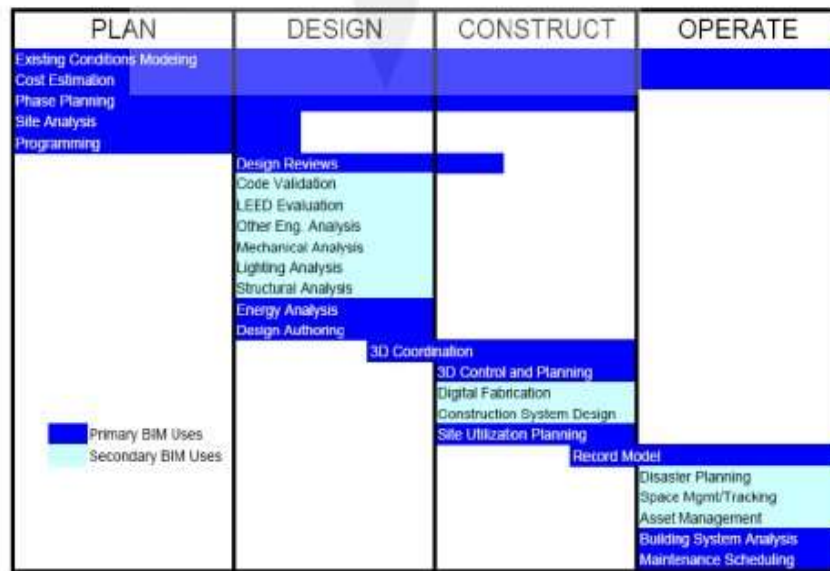 PLAN DESIGN CONSTRUCT OPERATE
Existing Conditions Modeling
Cost Estimation
Phase Planning
Site Analysis
Programming
Design Reviews
Code Validation
LEED Evaluation
Other Eng. Analysis
Mechanical Analysis
Lighting Analysis
Structural Analysis
Energy Analysis
Design Authoring
3D Coordination
3D Control and Planning
Digital Fabrication
Construction System Design
Site Utilization Planning
Primary BIM Uses
Secondary BIM Uses
Record Model
Disaster Planning
Space Mgmt/Tracking
Asset Management
Building System Analysis
Maintenance Scheduling